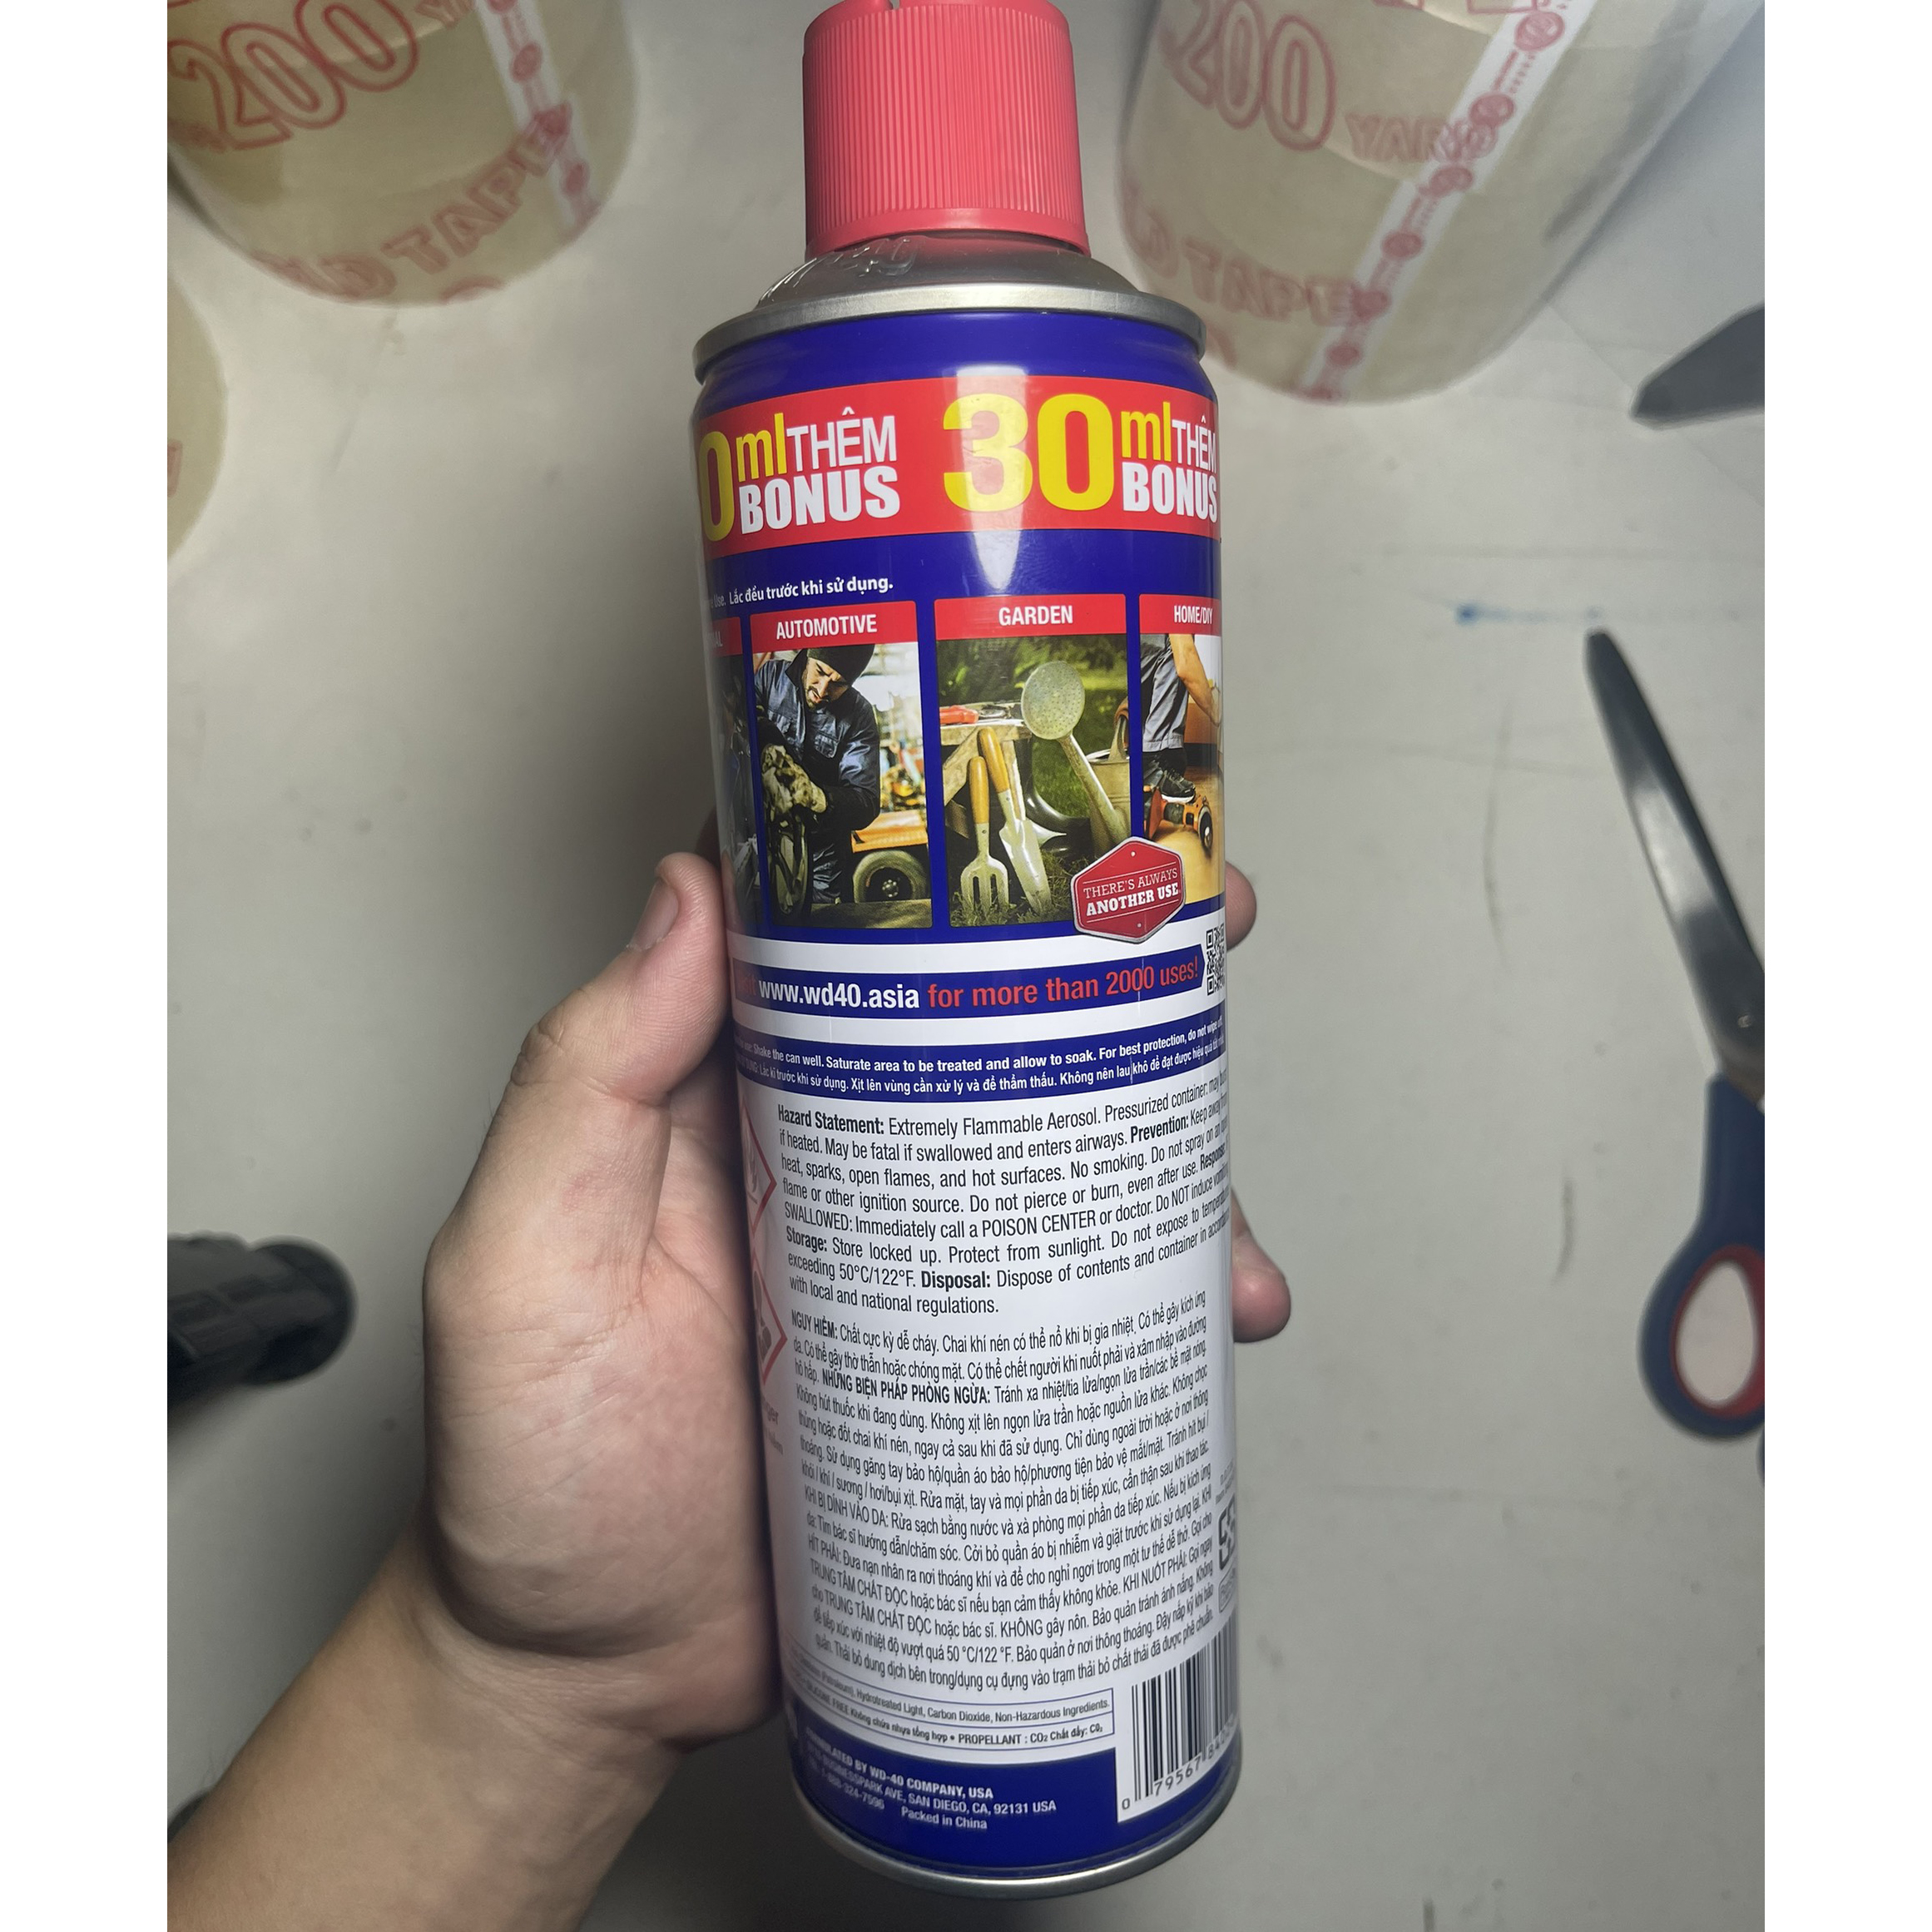 200
200 YARD
TAPE
LD TAPE
0ml THÊM
BONUS
30ml THÊM
BONUS
Use. Lắc đều trước khi sử dụng.
AUTOMOTIVE
GARDEN
HOME/DIY
THERE'S ALWAYS
ANOTHER USE
www.wd40.asia for more than 2000 uses!
Shake the can well. Saturate area to be treated and allow to soak. For best protection, do not wipe off.
Lắc kĩ trước khi sử dụng. Xịt lên vùng cần xử lý và để thẩm thấu. Không nên lau khô để đạt được hiệu quả
Hazard Statement: Extremely Flammable Aerosol. Pressurized container: may
if heated. May be fatal if swallowed and enters airways. Prevention: Keep away
heat, sparks, open flames, and hot surfaces. No smoking. Do not spray on an
flame or other ignition source. Do not pierce or burn, even after use. Response
SWALLOWED: Immediately call a POISON CENTER or doctor. Do NOT induce
Storage: Store locked up. Protect from sunlight. Do not expose to
exceeding 50°C/122°F. Disposal: Dispose of contents and container in
with local and national regulations.
NGUY HIỂM: Chất cực kỳ dễ cháy. Chai khí nén có thể nổ khi bị gia nhiệt. Có thể gây kích ứng
da. Có thể gây thờ thẫn hoặc chóng mặt. Có thể chết người khi nuốt phải và xâm nhập vào đường
hô hấp. NHỮNG BIỆN PHÁP PHÒNG NGỪA: Tránh xa nhiệt/tia lửa/ngọn lửa trần/các bề mặt nóng.
Không hút thuốc khi đang dùng. Không xịt lên ngọn lửa trần hoặc nguồn lửa khác. Không chọc
thủng hoặc đốt chai khí nén, ngay cả sau khi đã sử dụng. Chỉ dùng ngoài trời hoặc ở nơi thông
thoáng. Sử dụng găng tay bảo hộ/quần áo bảo hộ/phương tiện bảo vệ mắt/mặt. Tránh hít bụi /
khói / khí / sương / hơi/bụi xịt. Rửa mặt, tay và mọi phần da bị tiếp xúc, cẩn thận sau khi thao tác.
KHI BỊ DÍNH VÀO DA: Rửa sạch bằng nước và xà phòng mọi phần da tiếp xúc. Nếu bị kích ứng
da: Tìm bác sĩ hướng dẫn/chăm sóc. Cởi bỏ quần áo bị nhiễm và giặt trước khi sử dụng lại. KHI
HÍT PHẢI: Đưa nạn nhân ra nơi thoáng khí và để cho nghỉ ngơi trong một tư thế dễ thở. Gọi cho
TRUNG TÂM CHẤT ĐỘC hoặc bác sĩ nếu bạn cảm thấy không khỏe. KHI NUỐT PHẢI: Gọi ngay
cho TRUNG TÂM CHẤT ĐỘC hoặc bác sĩ. KHÔNG gây nôn. Bảo quản tránh ánh nắng. Không
để tiếp xúc với nhiệt độ vượt quá 50 °C/122 °F. Bảo quản ở nơi thông thoáng. Đậy nắp kỹ khi bảo
quản. Thải bỏ dung dịch bên trong/dụng cụ đựng vào trạm thải bỏ chất thải đã được phê chuẩn.
(Petroleum), Hydrotreated Light, Carbon Dioxide, Non-Hazardous Ingredients.
SILICONE FREE Không chứa nhựa tổng hợp • PROPELLANT : CO₂ Chất đẩy: CO₂
BY WD-40 COMPANY, USA
BUSINESSPARK AVE, SAN DIEGO, CA, 92131 USA
1-888-324-7596 Packed in China
0 79567